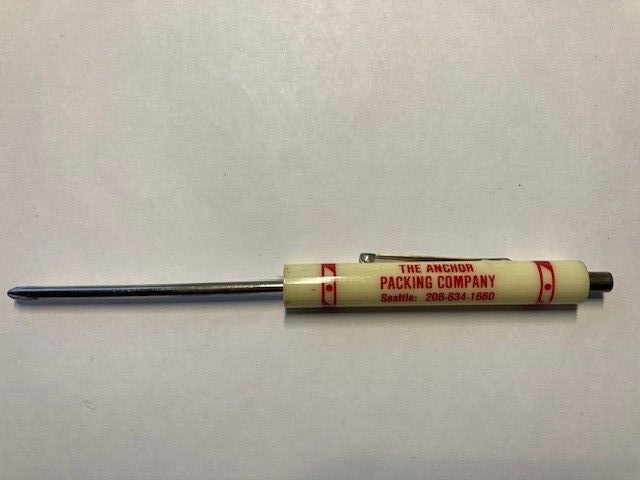 THE ANCHOR
PACKING COMPANY
Seattle: 206-634-1660